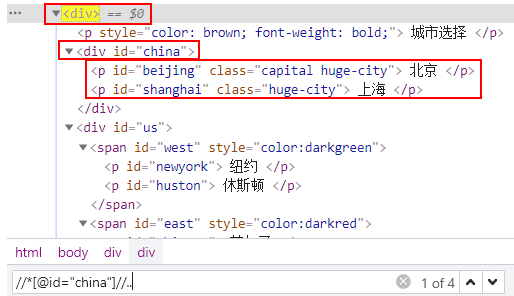 <div> == $0
<p style="color: brown; font-weight: bold;"> 城市选择 </p>
<div id="china">
<p id="beijing" class="capital huge-city"> 北京 </p>
<p id="shanghai" class="huge-city"> 上海 </p>
</div>
<div id="us">
<span id="west" style="color:darkgreen">
<p id="newyork"> 纽约 </p>
<p id="huston"> 休斯顿 </p>
</span>
<span id="east" style="color:darkred">
html body div div
//*[@id="china"]//.. 1 of 4